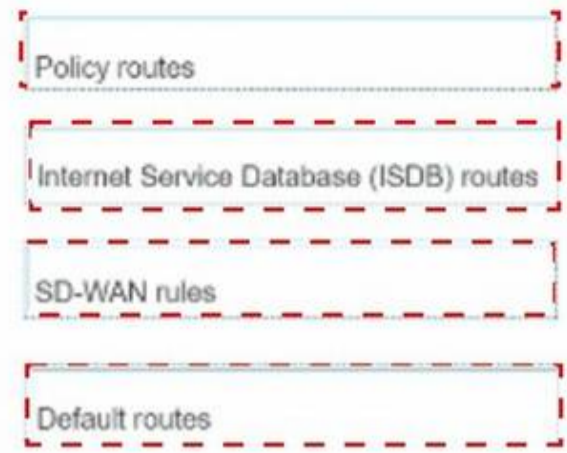 Policy routes
Internet Service Database (ISDB) routes
SD-WAN rules
Default routes